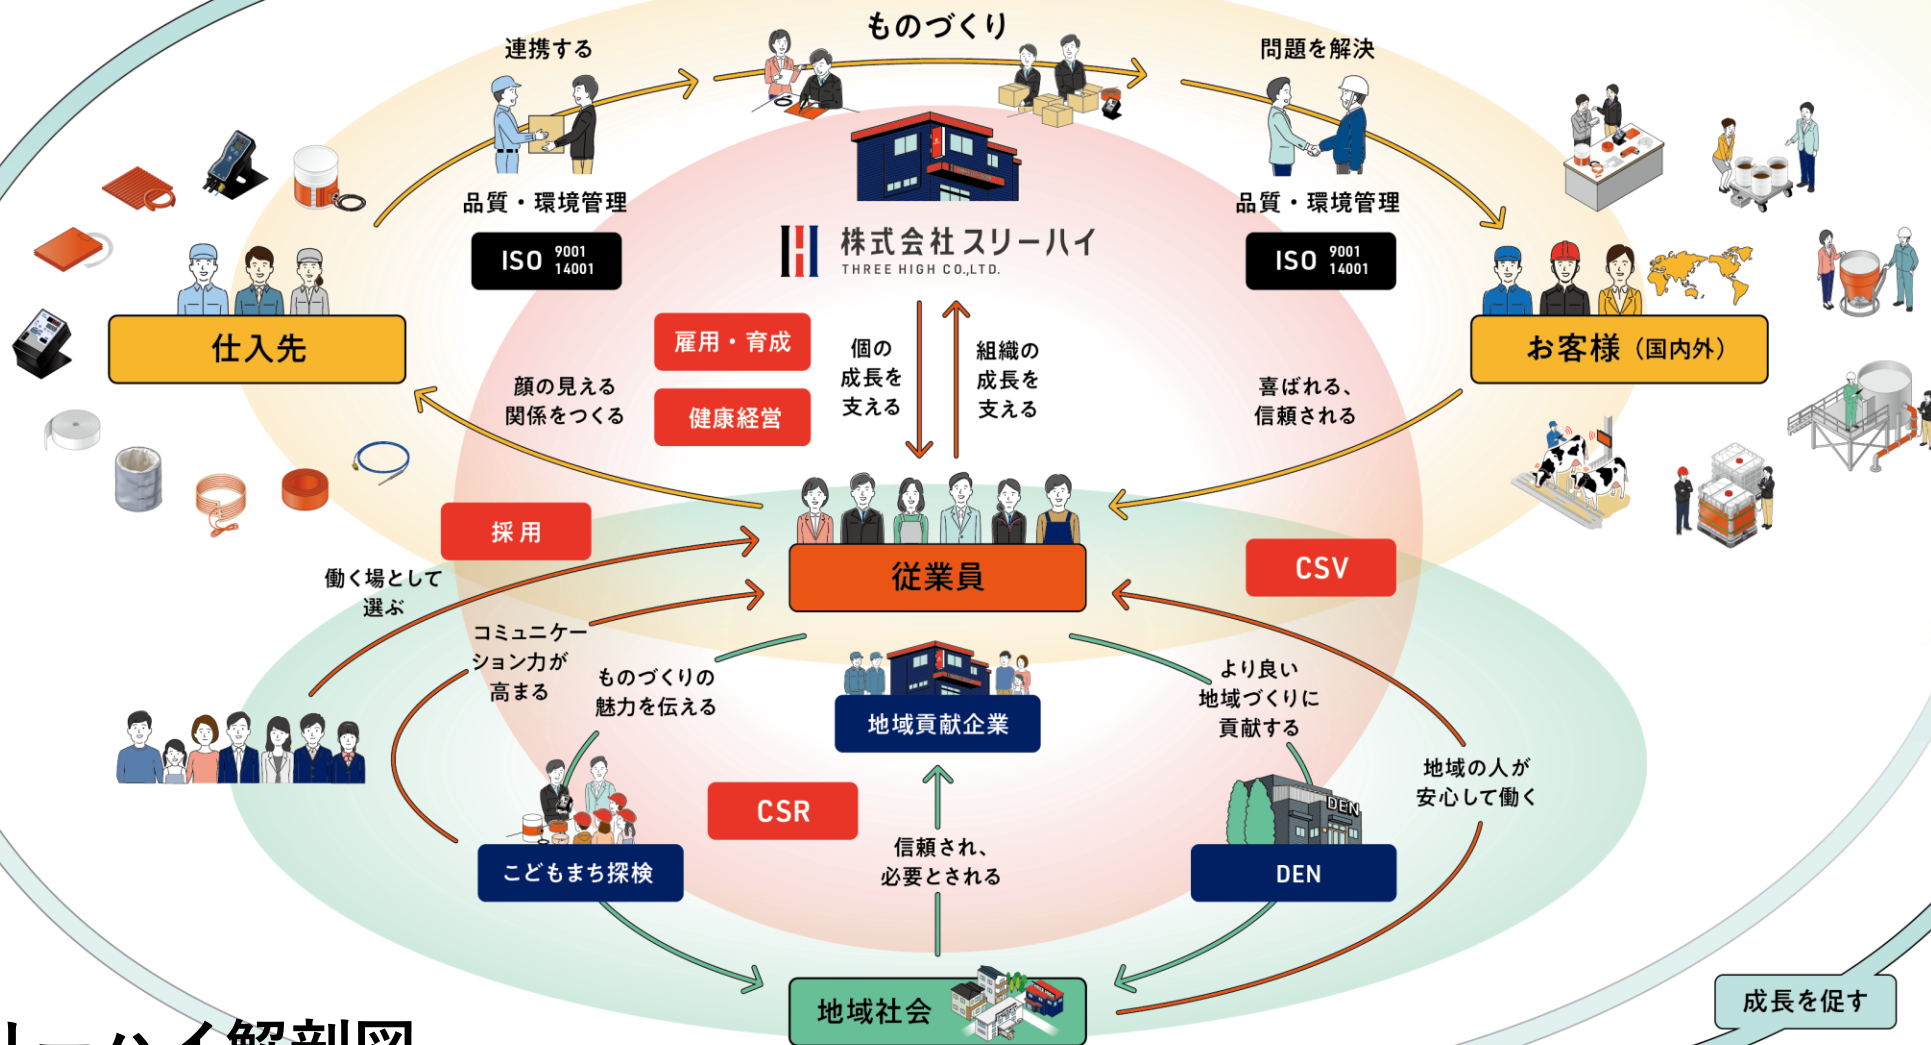 ものづくり
連携する
問題を解決
品質・環境管理
ISO 9001
14001
株式会社スリーハイ
THREE HIGH CO.,LTD.
品質・環境管理
ISO 9001
14001
仕入先
お客様（国内外）
雇用・育成
健康経営
個の
成長を
支える
組織の
成長を
支える
顔の見える
関係をつくる
喜ばれる、
信頼される
採用
従業員
CSV
働く場として
選ぶ
コミュニケー
ション力が
高まる
ものづくりの
魅力を伝える
地域貢献企業
より良い
地域づくりに
貢献する
地域の人が
安心して働く
CSR
DEN
こどもまち探検
信頼され、
必要とされる
DEN
地域社会
成長を促す
リーハイ解剖図